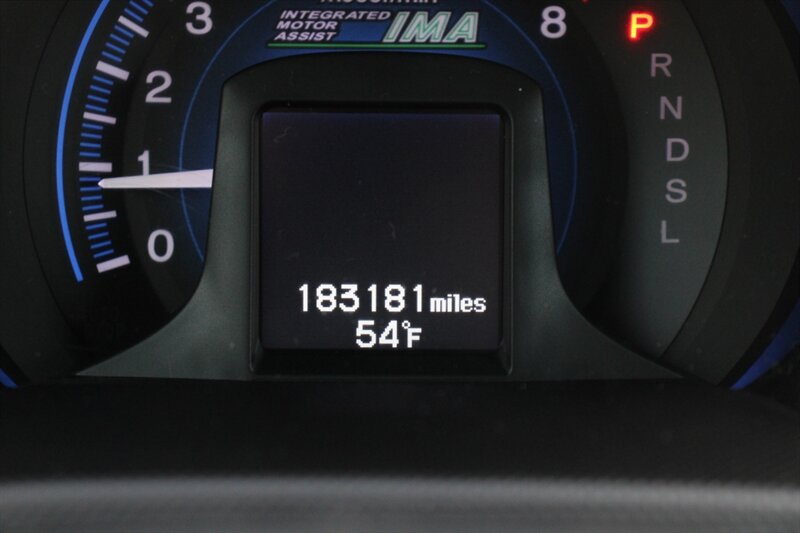 3
2
1
0
INTEGRATED
MOTOR
ASSIST
IMA
8
P
R
N
D
S
L
183181 miles
54°F